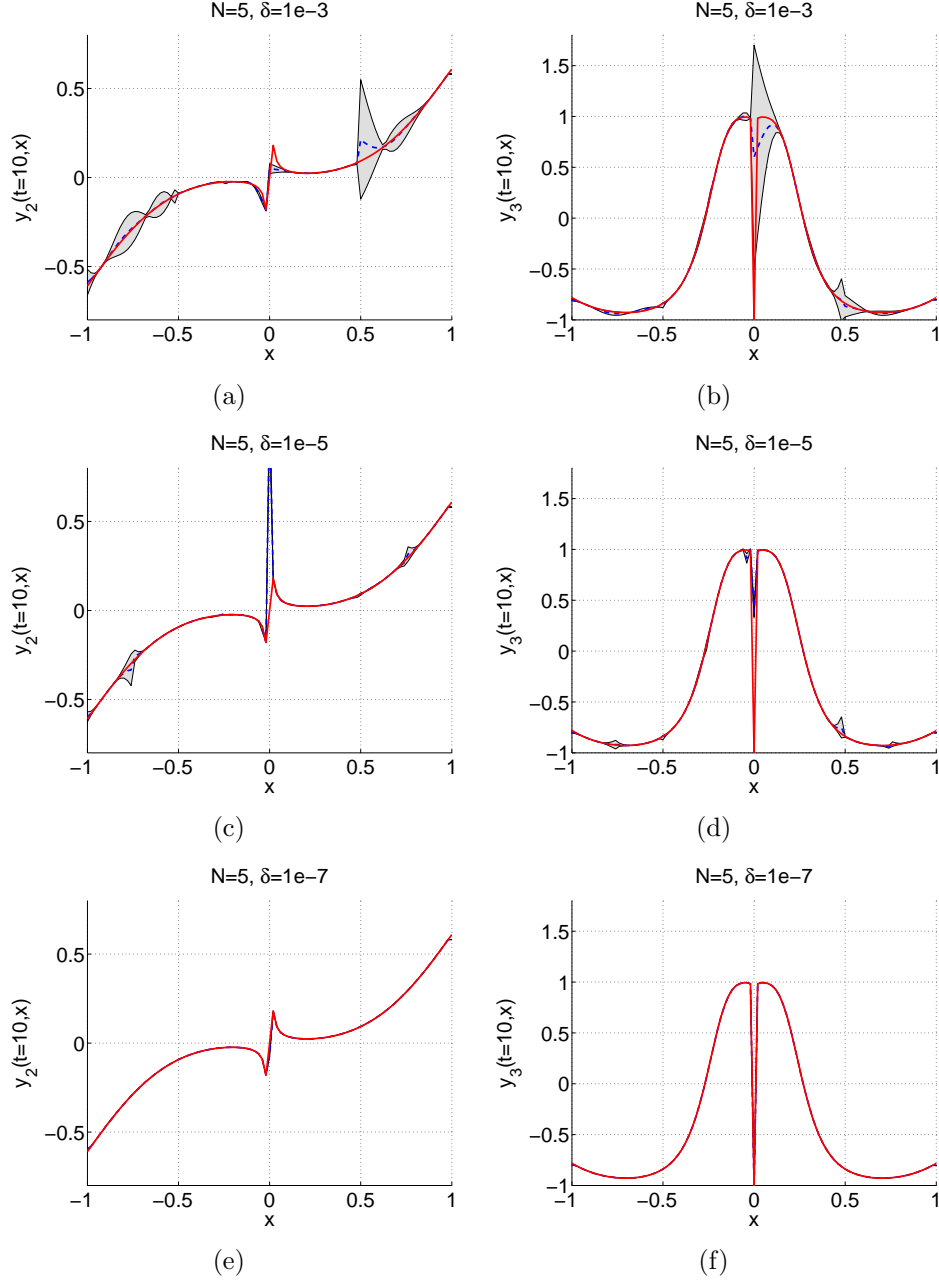 N=5, δ=1e−3
0.5
0
−0.5
−1 −0.5 0 0.5 1
x
y₂(t=10,x)
(a)
N=5, δ=1e−3
1.5
1
0.5
0
−0.5
−1
−1 −0.5 0 0.5 1
x
y₃(t=10,x)
(b)
N=5, δ=1e−5
0.5
0
−0.5
−1 −0.5 0 0.5 1
x
y₂(t=10,x)
(c)
N=5, δ=1e−5
1.5
1
0.5
0
−0.5
−1
−1 −0.5 0 0.5 1
x
y₃(t=10,x)
(d)
N=5, δ=1e−7
0.5
0
−0.5
−1 −0.5 0 0.5 1
x
y₂(t=10,x)
(e)
N=5, δ=1e−7
1.5
1
0.5
0
−0.5
−1
−1 −0.5 0 0.5 1
x
y₃(t=10,x)
(f)